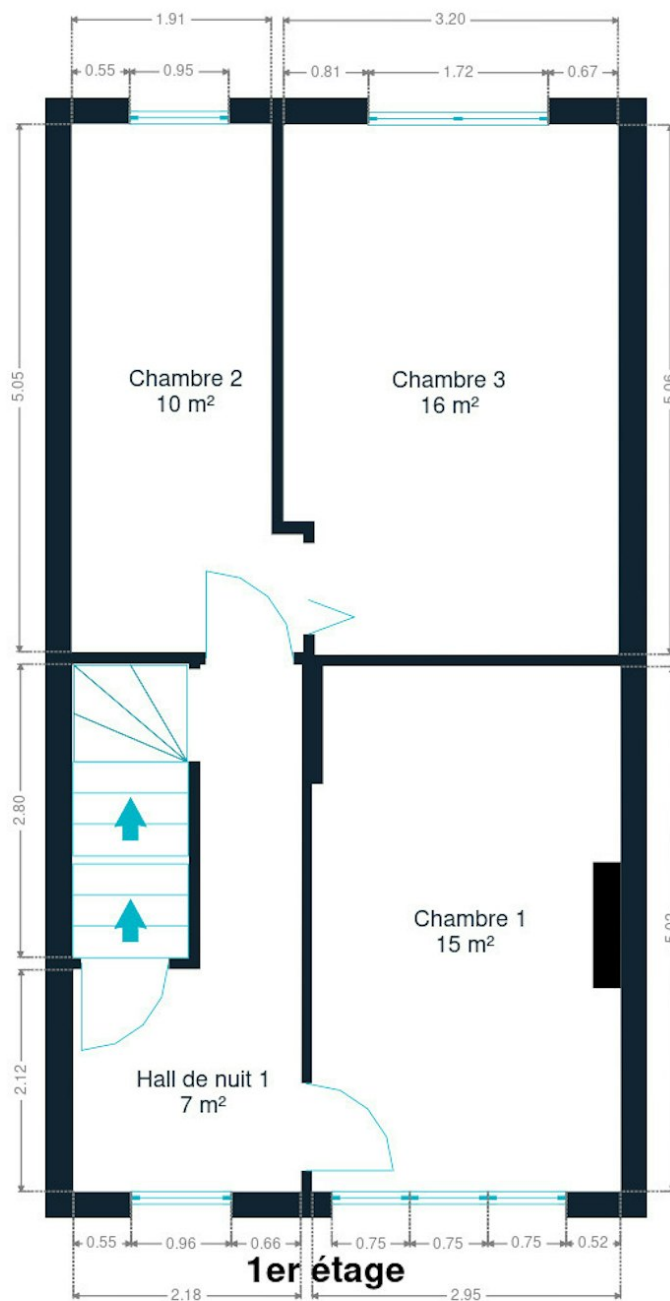 1.91
3.20
0.55
0.95
0.81
1.72
0.67
5.05
Chambre 2
10 m²
Chambre 3
16 m²
2.80
Chambre 1
15 m²
2.12
Hall de nuit 1
7 m²
0.55
0.96
0.66
0.75
0.75
0.75
0.52
1er étage
2.18
2.95